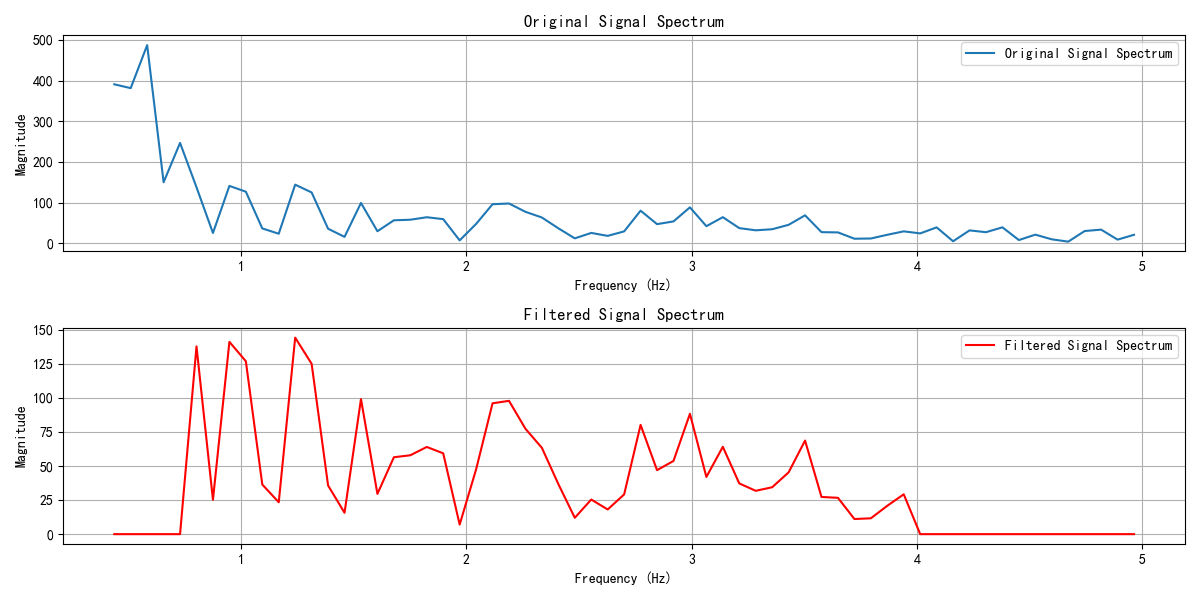 Original Signal Spectrum
500
400
300
200
100
0
Magnitude
Original Signal Spectrum
1 2 3 4 5
Frequency (Hz)
Filtered Signal Spectrum
150
125
100
75
50
25
0
Magnitude
Filtered Signal Spectrum
1 2 3 4 5
Frequency (Hz)